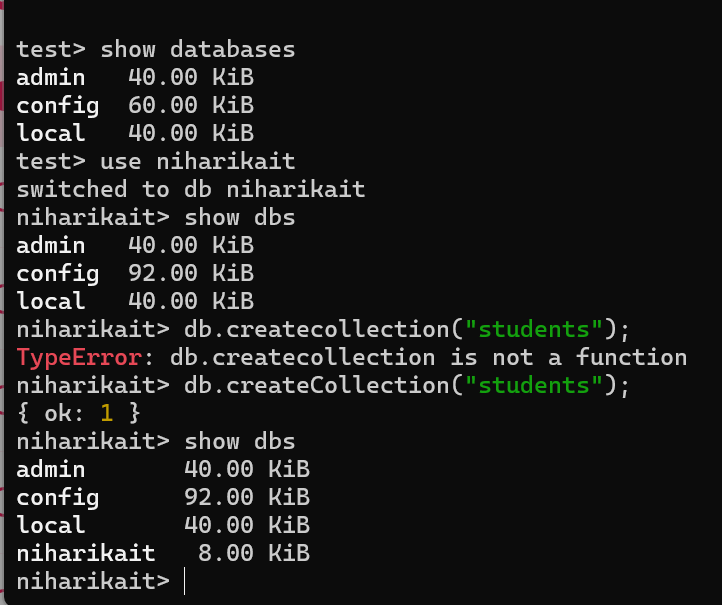 test> show databases
admin   40.00 KiB
config  60.00 KiB
local   40.00 KiB
test> use niharikait
switched to db niharikait
niharikait> show dbs
admin   40.00 KiB
config  92.00 KiB
local   40.00 KiB
niharikait> db.createcollection("students");
TypeError: db.createcollection is not a function
niharikait> db.createCollection("students");
{ ok: 1 }
niharikait> show dbs
admin       40.00 KiB
config      92.00 KiB
local       40.00 KiB
niharikait   8.00 KiB
niharikait>